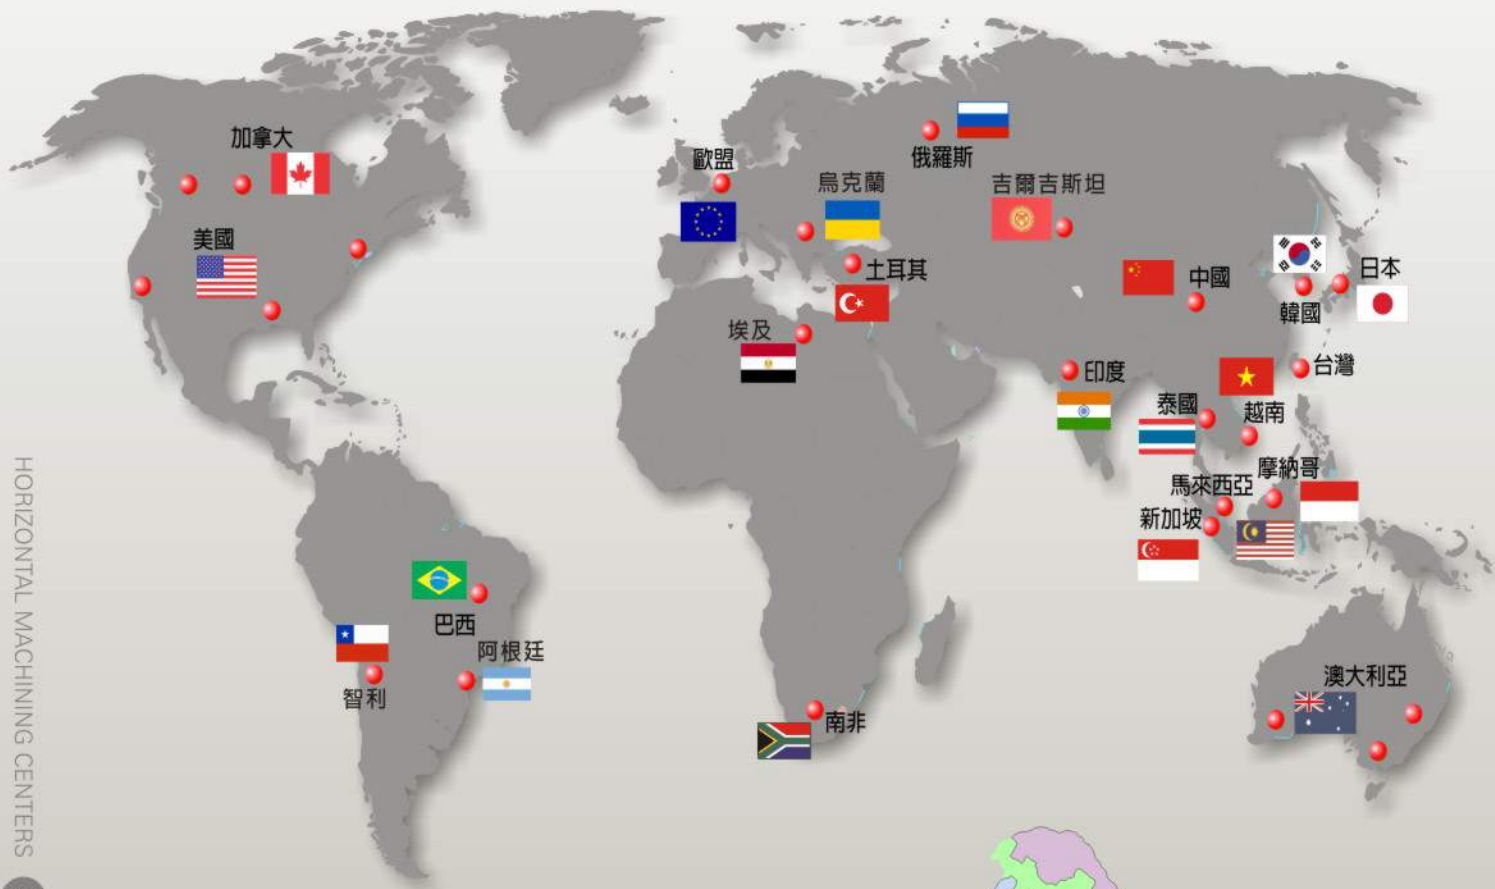 加拿大
美國
歐盟
烏克蘭
俄羅斯
吉爾吉斯坦
土耳其
埃及
中國
韓國
日本
印度
台灣
泰國
越南
摩納哥
馬來西亞
新加坡
巴西
阿根廷
智利
南非
澳大利亞
HORIZONTAL MACHINING CENTERS